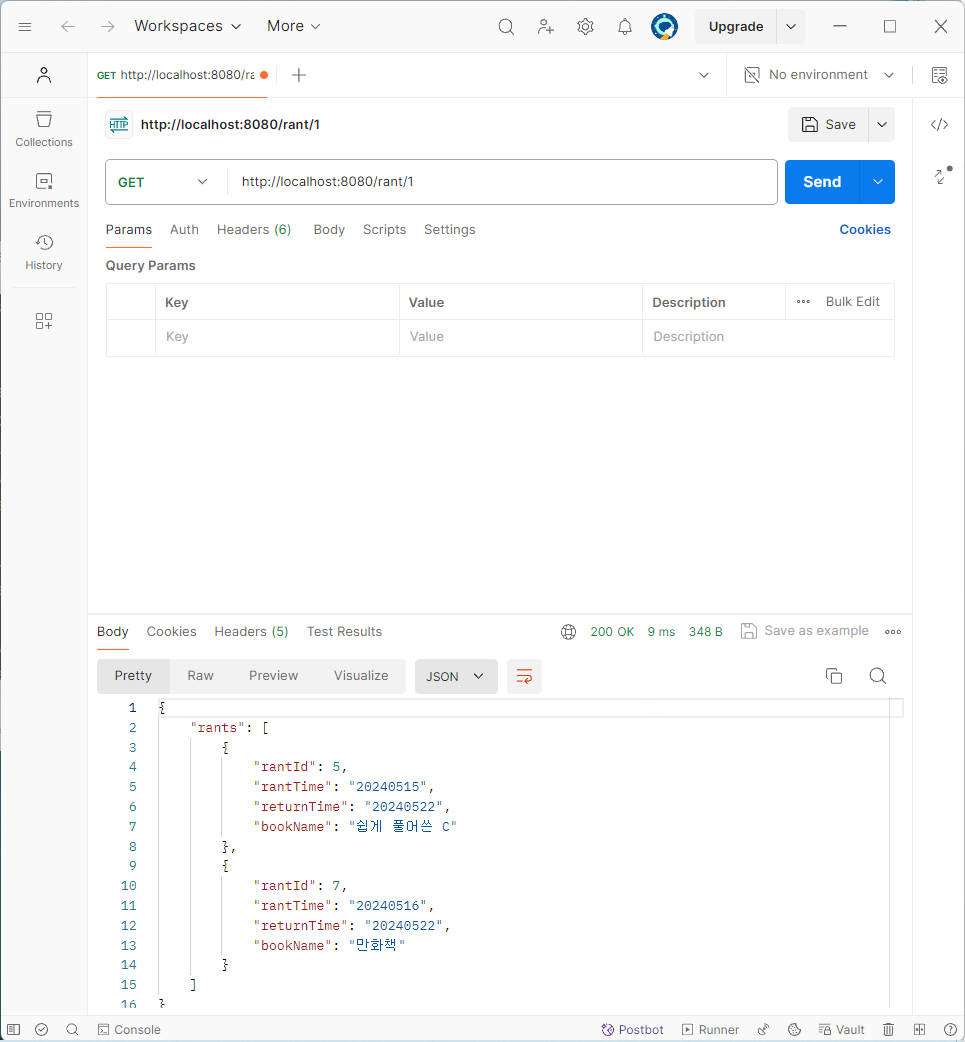 Workspaces More Upgrade
GET http://localhost:8080/ra No environment
HTTP http://localhost:8080/rant/1 Save
GET http://localhost:8080/rant/1 Send
Collections
Environments
History
Params Auth Headers (6) Body Scripts Settings Cookies
Query Params
Key Value Description Bulk Edit
Key Value Description
Body Cookies Headers (5) Test Results 200 OK 9 ms 348 B Save as example
Pretty Raw Preview Visualize JSON
1 {
2 "rants": [
3 {
4 "rantId": 5,
5 "rantTime": "20240515",
6 "returnTime": "20240522",
7 "bookName": "쉽게 풀어쓴 C"
8 },
9 {
10 "rantId": 7,
11 "rantTime": "20240516",
12 "returnTime": "20240522",
13 "bookName": "만화책"
14 }
15 ]
16 }
Console Postbot Runner Vault